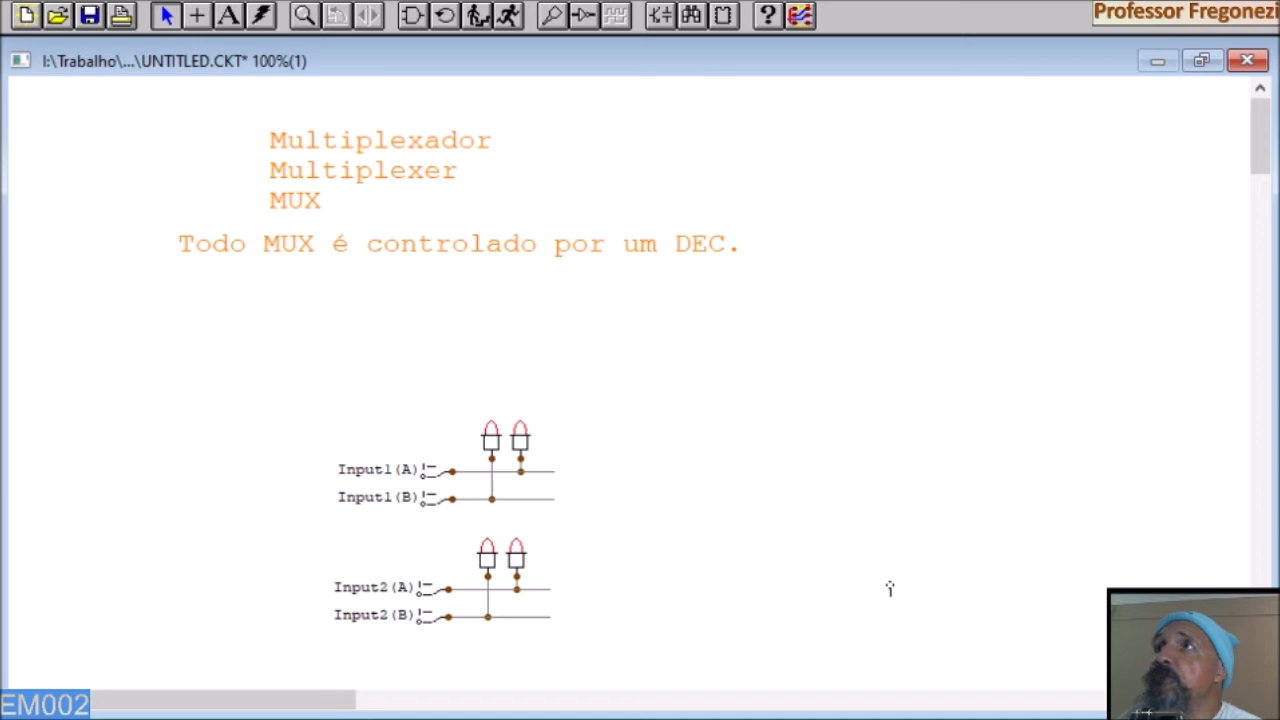 Professor Fregonezi
I:\Trabalho\...\UNTITLED.CKT* 100%(1)
Multiplexador
Multiplexer
MUX
Todo MUX é controlado por um DEC.
Input1(A)
Input1(B)
Input2(A)
Input2(B)
EM002